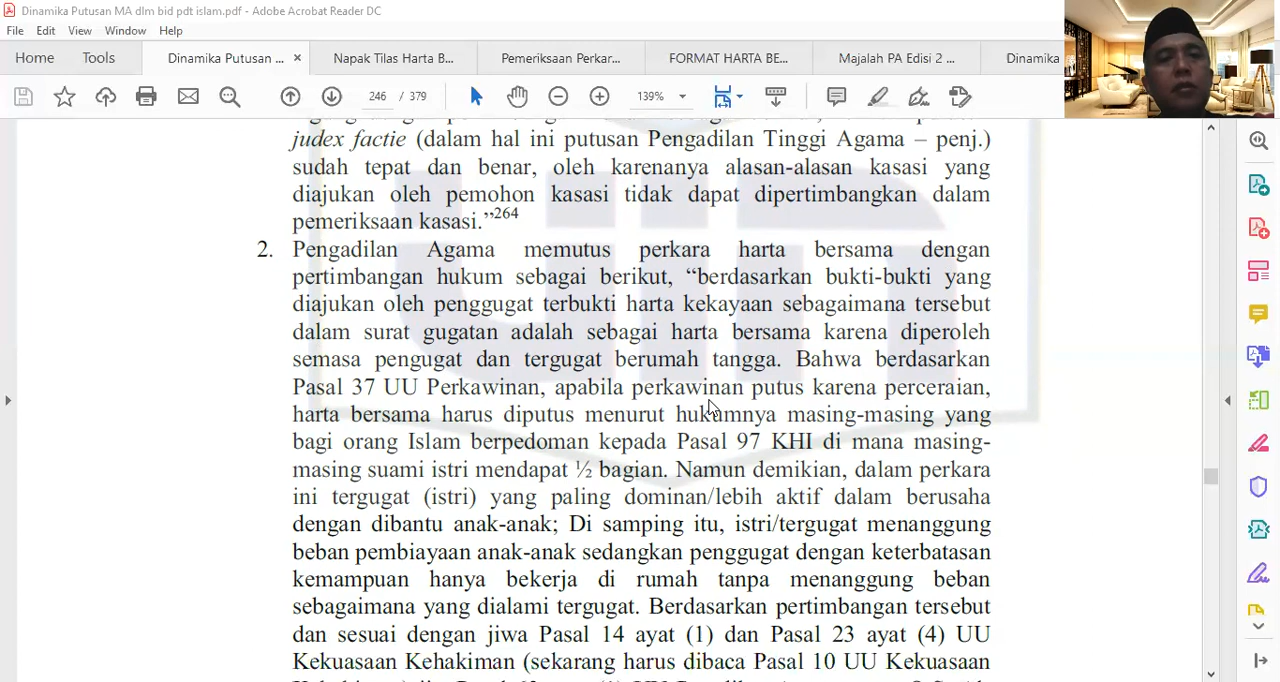 Dinamika Putusan MA dlm bid pdt islam.pdf - Adobe Acrobat Reader DC
File Edit View Window Help
Home Tools Dinamika Putusan ... × Napak Tilas Harta B... Pemeriksaan Perkar... FORMAT HARTA BE... Majalah PA Edisi 2 ... Dinamika
246 / 379 139%
judex factie (dalam hal ini putusan Pengadilan Tinggi Agama – penj.)
sudah tepat dan benar, oleh karenanya alasan-alasan kasasi yang
diajukan oleh pemohon kasasi tidak dapat dipertimbangkan dalam
pemeriksaan kasasi.”264
2. Pengadilan Agama memutus perkara harta bersama dengan
pertimbangan hukum sebagai berikut, “berdasarkan bukti-bukti yang
diajukan oleh penggugat terbukti harta kekayaan sebagaimana tersebut
dalam surat gugatan adalah sebagai harta bersama karena diperoleh
semasa pengugat dan tergugat berumah tangga. Bahwa berdasarkan
Pasal 37 UU Perkawinan, apabila perkawinan putus karena perceraian,
harta bersama harus diputus menurut hukumnya masing-masing yang
bagi orang Islam berpedoman kepada Pasal 97 KHI di mana masing-
masing suami istri mendapat ½ bagian. Namun demikian, dalam perkara
ini tergugat (istri) yang paling dominan/lebih aktif dalam berusaha
dengan dibantu anak-anak; Di samping itu, istri/tergugat menanggung
beban pembiayaan anak-anak sedangkan penggugat dengan keterbatasan
kemampuan hanya bekerja di rumah tanpa menanggung beban
sebagaimana yang dialami tergugat. Berdasarkan pertimbangan tersebut
dan sesuai dengan jiwa Pasal 14 ayat (1) dan Pasal 23 ayat (4) UU
Kekuasaan Kehakiman (sekarang harus dibaca Pasal 10 UU Kekuasaan